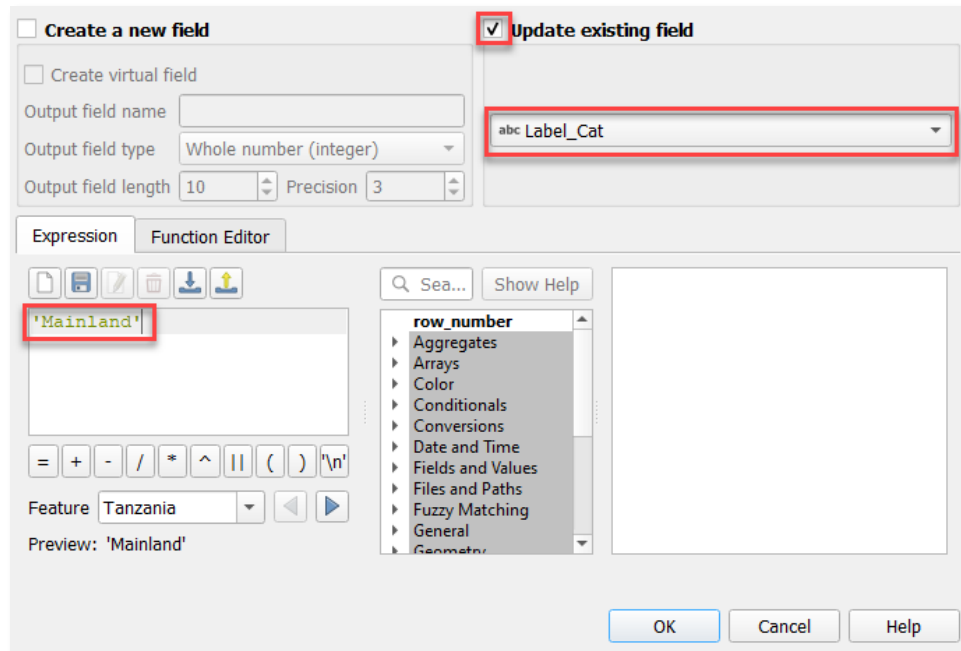 Create a new field
Update existing field
Create virtual field
Output field name
abc Label_Cat
Output field type Whole number (integer)
Output field length 10 Precision 3
Expression Function Editor
Sea... Show Help
'Mainland'
row_number
Aggregates
Arrays
Color
Conditionals
Conversions
Date and Time
Fields and Values
Files and Paths
Fuzzy Matching
General
Geometry
= + - / * ^ || ( ) '\n'
Feature Tanzania
Preview: 'Mainland'
OK Cancel Help